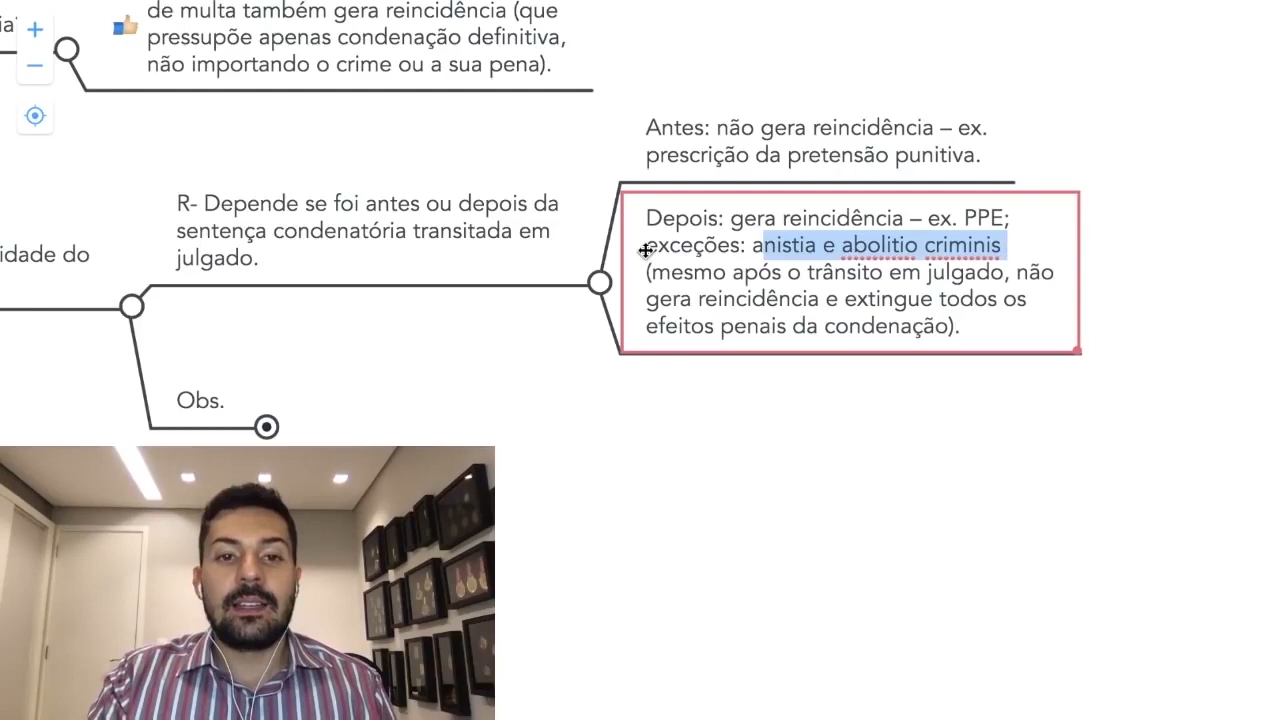 de multa também gera reincidência (que
pressupõe apenas condenação definitiva,
não importando o crime ou a sua pena).
Antes: não gera reincidência – ex.
prescrição da pretensão punitiva.
R- Depende se foi antes ou depois da
sentença condenatória transitada em
julgado.
Depois: gera reincidência – ex. PPE;
exceções: anistia e abolitio criminis
(mesmo após o trânsito em julgado, não
gera reincidência e extingue todos os
efeitos penais da condenação).
idade do
Obs.